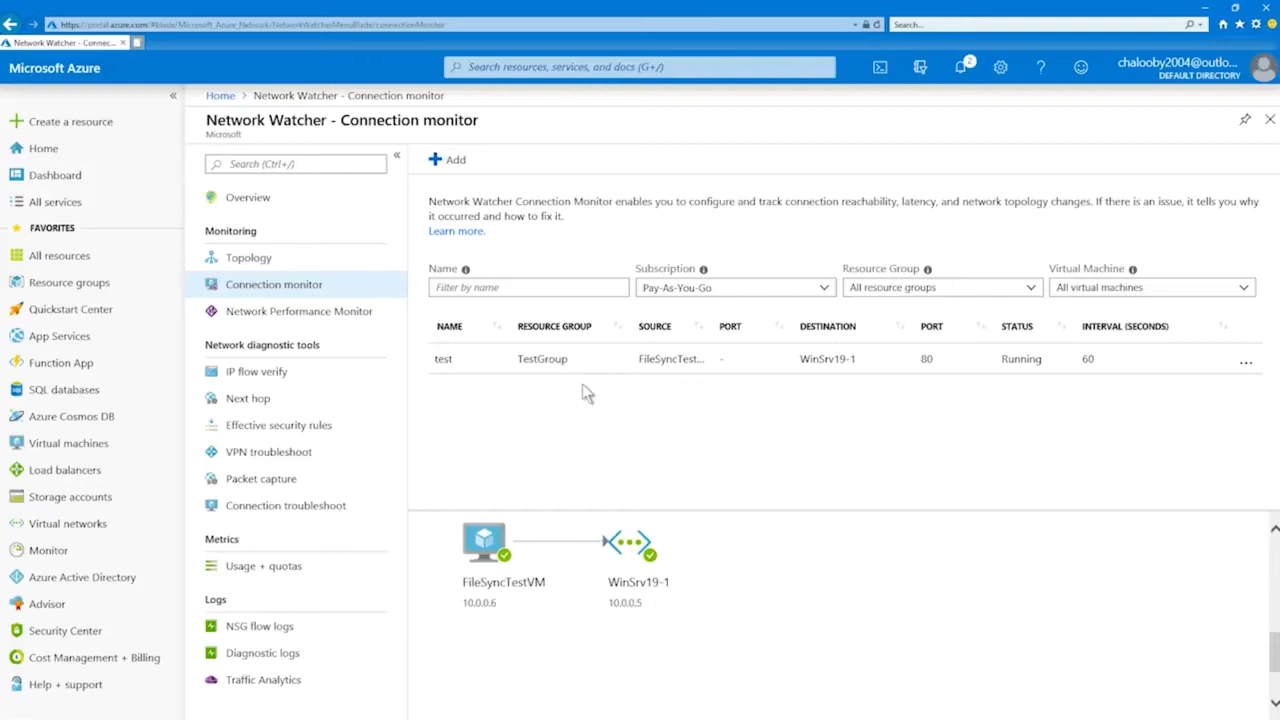 https://portal.azure.com/#blade/Microsoft_Azure_Network/NetworkWatcherMenuBlade/connectionMonitor
Search...
Network Watcher - Connec...
Microsoft Azure
Search resources, services, and docs (G+/)
2
chalooby2004@outlo...
DEFAULT DIRECTORY
Create a resource
Home
Dashboard
All services
FAVORITES
All resources
Resource groups
Quickstart Center
App Services
Function App
SQL databases
Azure Cosmos DB
Virtual machines
Load balancers
Storage accounts
Virtual networks
Monitor
Azure Active Directory
Advisor
Security Center
Cost Management + Billing
Help + support
Home > Network Watcher - Connection monitor
Network Watcher - Connection monitor
Microsoft
Search (Ctrl+/)
Overview
Monitoring
Topology
Connection monitor
Network Performance Monitor
Network diagnostic tools
IP flow verify
Next hop
Effective security rules
VPN troubleshoot
Packet capture
Connection troubleshoot
Metrics
Usage + quotas
Logs
NSG flow logs
Diagnostic logs
Traffic Analytics
Add
Network Watcher Connection Monitor enables you to configure and track connection reachability, latency, and network topology changes. If there is an issue, it tells you why
it occurred and how to fix it.
Learn more.
Name Subscription Resource Group Virtual Machine
Filter by name Pay-As-You-Go All resource groups All virtual machines
NAME RESOURCE GROUP SOURCE PORT DESTINATION PORT STATUS INTERVAL (SECONDS)
test TestGroup FileSyncTest... - WinSrv19-1 80 Running 60 ...
FileSyncTestVM WinSrv19-1
10.0.0.6 10.0.0.5